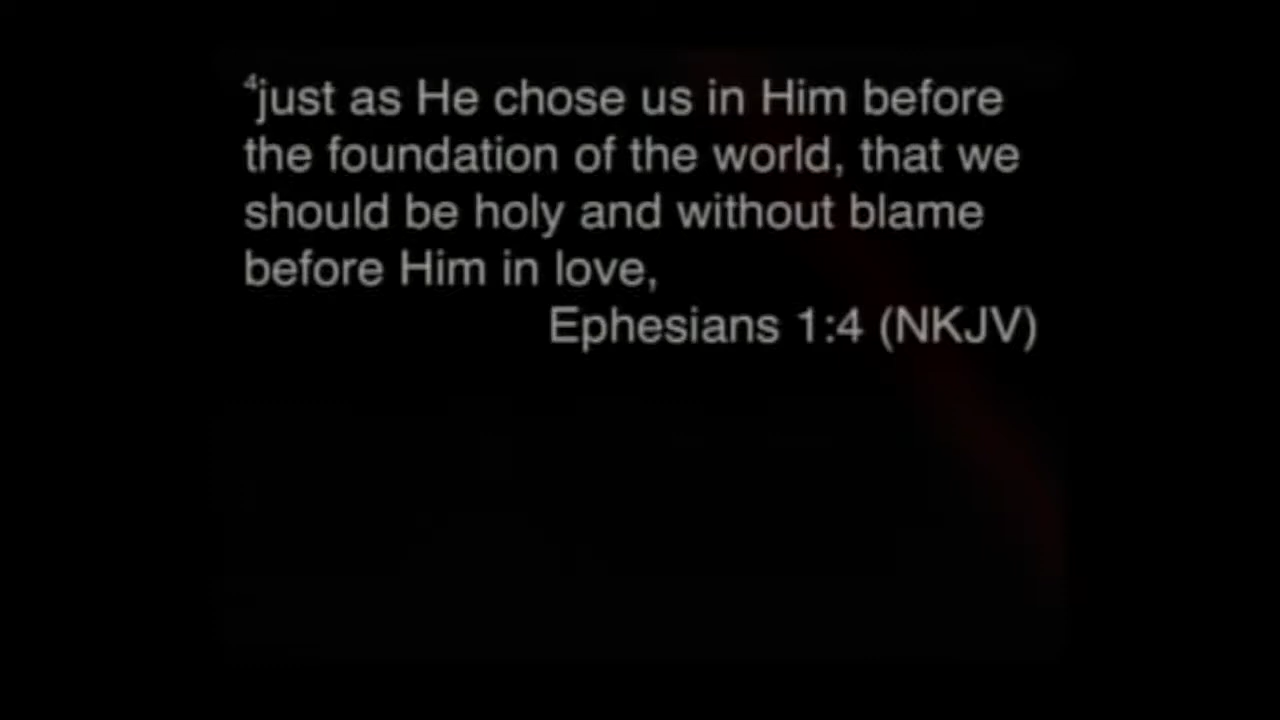 ⁴just as He chose us in Him before
the foundation of the world, that we
should be holy and without blame
before Him in love,
Ephesians 1:4 (NKJV)